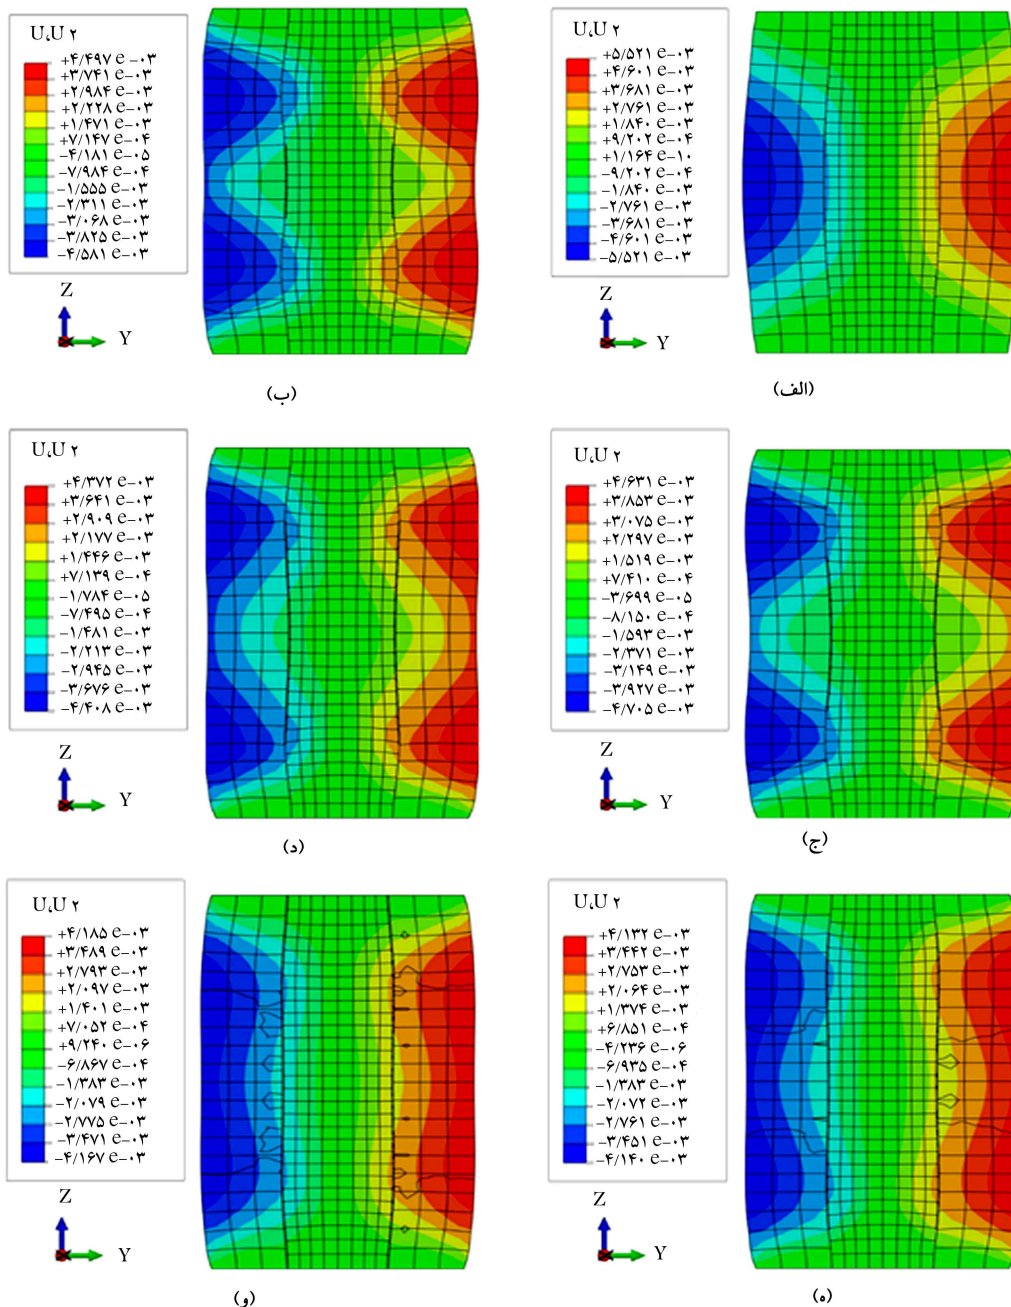 U،U ۲
+۵/۵۲۱ e-۰۳
+۴/۶۰۱ e-۰۳
+۳/۶۸۱ e-۰۳
+۲/۷۶۱ e-۰۳
+۱/۸۴۰ e-۰۳
+۹/۲۰۲ e-۰۴
+۱/۱۶۴ e-۱۰
-۹/۲۰۲ e-۰۴
-۱/۸۴۰ e-۰۳
-۲/۷۶۱ e-۰۳
-۳/۶۸۱ e-۰۳
-۴/۶۰۱ e-۰۳
-۵/۵۲۱ e-۰۳
Z
Y
(الف)
U،U ۲
+۴/۴۹۷ e-۰۳
+۳/۷۴۱ e-۰۳
+۲/۹۸۴ e-۰۳
+۲/۲۲۸ e-۰۳
+۱/۴۷۱ e-۰۳
+۷/۱۴۷ e-۰۴
-۴/۱۸۱ e-۰۵
-۷/۹۸۴ e-۰۴
-۱/۵۵۵ e-۰۳
-۲/۳۱۱ e-۰۳
-۳/۰۶۸ e-۰۳
-۳/۸۲۵ e-۰۳
-۴/۵۸۱ e-۰۳
Z
Y
(ب)
U،U ۲
+۴/۶۳۱ e-۰۳
+۳/۸۵۳ e-۰۳
+۳/۰۷۵ e-۰۳
+۲/۲۹۷ e-۰۳
+۱/۵۱۹ e-۰۳
+۷/۴۱۰ e-۰۴
-۳/۶۹۹ e-۰۵
-۸/۱۵۰ e-۰۴
-۱/۵۹۳ e-۰۳
-۲/۳۷۱ e-۰۳
-۳/۱۴۹ e-۰۳
-۳/۹۲۷ e-۰۳
-۴/۷۰۵ e-۰۳
Z
Y
(ج)
U،U ۲
+۴/۳۷۲ e-۰۳
+۳/۶۴۱ e-۰۳
+۲/۹۰۹ e-۰۳
+۲/۱۷۷ e-۰۳
+۱/۴۴۶ e-۰۳
+۷/۱۳۹ e-۰۴
-۱/۷۸۴ e-۰۵
-۷/۴۹۵ e-۰۴
-۱/۴۸۱ e-۰۳
-۲/۲۱۳ e-۰۳
-۲/۹۴۵ e-۰۳
-۳/۶۷۶ e-۰۳
-۴/۴۰۸ e-۰۳
Z
Y
(د)
U،U ۲
+۴/۱۳۲ e-۰۳
+۳/۴۴۲ e-۰۳
+۲/۷۵۳ e-۰۳
+۲/۰۶۴ e-۰۳
+۱/۳۷۴ e-۰۳
+۶/۸۵۱ e-۰۴
-۴/۲۳۶ e-۰۶
-۶/۹۳۵ e-۰۴
-۱/۳۸۳ e-۰۳
-۲/۰۷۲ e-۰۳
-۲/۷۶۱ e-۰۳
-۳/۴۵۱ e-۰۳
-۴/۱۴۰ e-۰۳
Z
Y
(ه)
U،U ۲
+۴/۱۸۵ e-۰۳
+۳/۴۸۹ e-۰۳
+۲/۷۹۳ e-۰۳
+۲/۰۹۷ e-۰۳
+۱/۴۰۱ e-۰۳
+۷/۰۵۲ e-۰۴
+۹/۲۴۰ e-۰۶
-۶/۸۶۷ e-۰۴
-۱/۳۸۳ e-۰۳
-۲/۰۷۹ e-۰۳
-۲/۷۷۵ e-۰۳
-۳/۴۷۱ e-۰۳
-۴/۱۶۷ e-۰۳
Z
Y
(و)